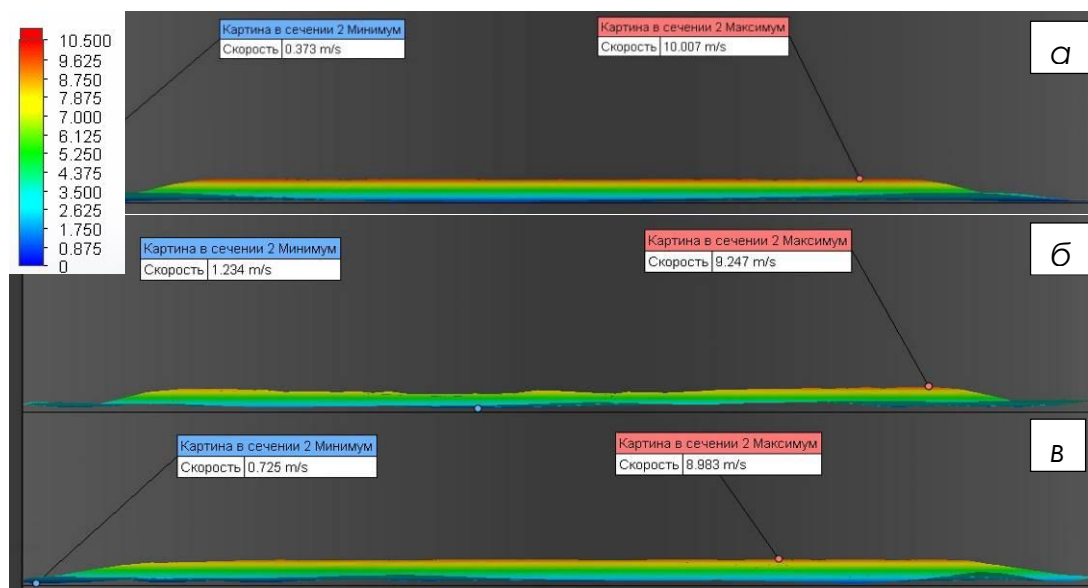 10.500
9.625
8.750
7.875
7.000
6.125
5.250
4.375
3.500
2.625
1.750
0.875
0
Картина в сечении 2 Минимум
Скорость 0.373 m/s
Картина в сечении 2 Максимум
Скорость 10.007 m/s
а
Картина в сечении 2 Минимум
Скорость 1.234 m/s
Картина в сечении 2 Максимум
Скорость 9.247 m/s
б
Картина в сечении 2 Минимум
Скорость 0.725 m/s
Картина в сечении 2 Максимум
Скорость 8.983 m/s
в